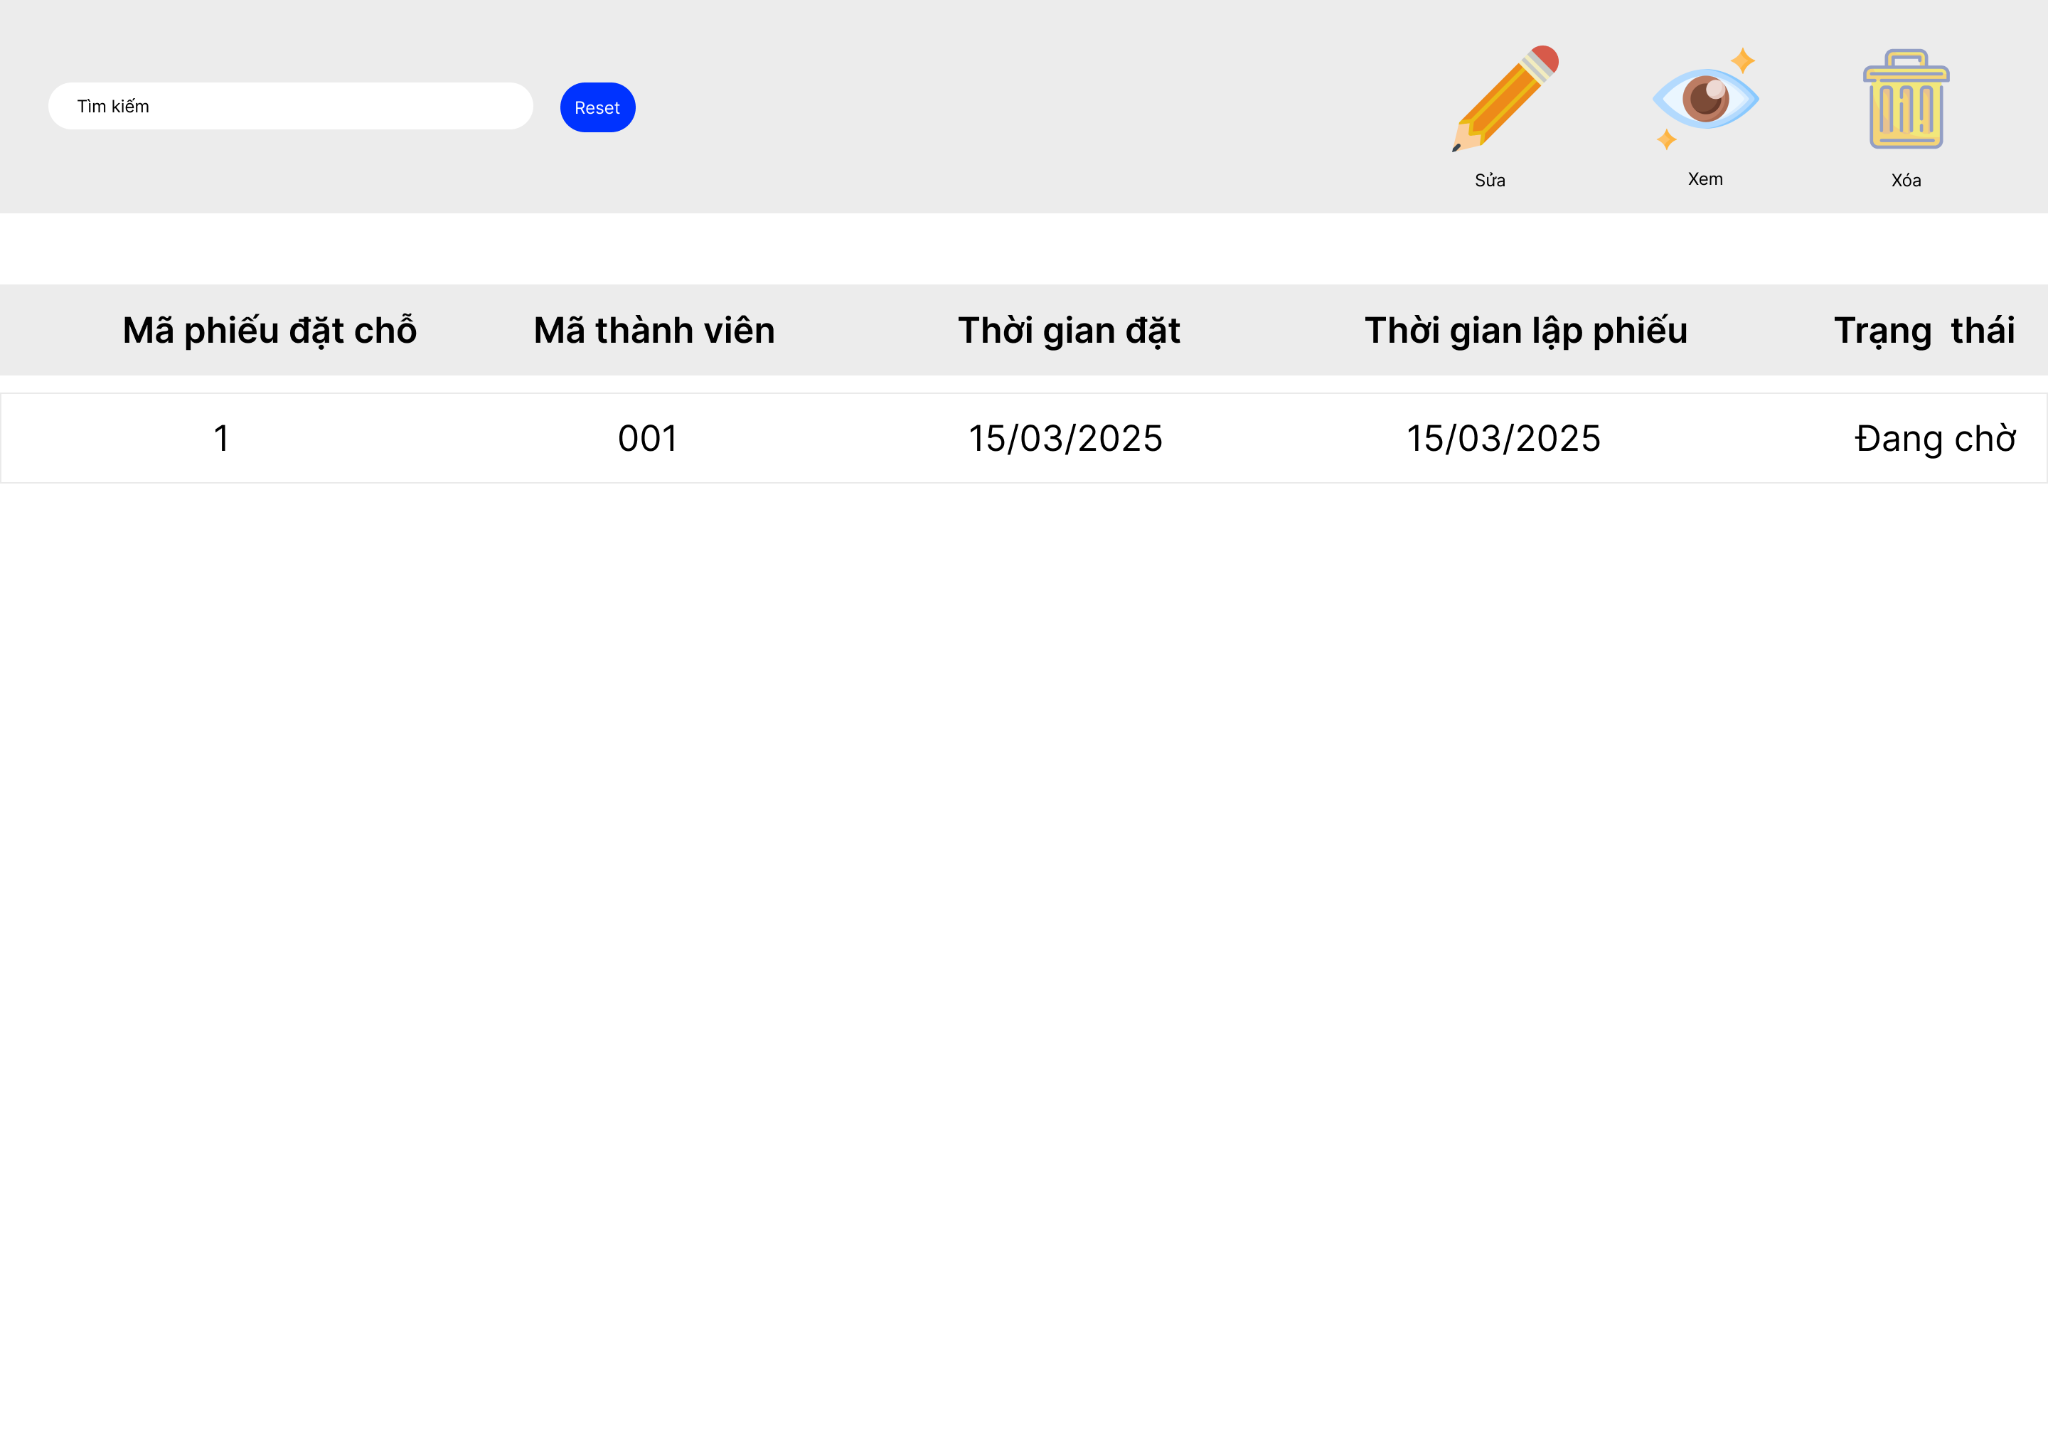 Tìm kiếm
Reset
Sửa
Xem
Xóa
Mã phiếu đặt chỗ Mã thành viên Thời gian đặt Thời gian lập phiếu Trạng thái
1 001 15/03/2025 15/03/2025 Đang chờ